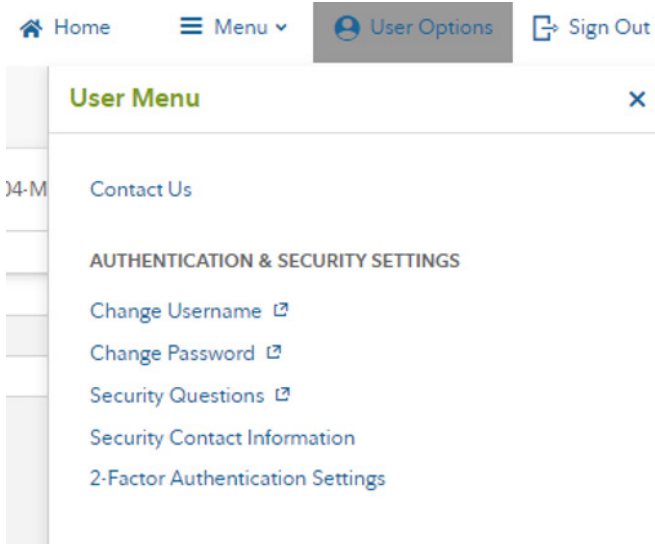 Home Menu User Options Sign Out
User Menu
04-M
Contact Us
AUTHENTICATION & SECURITY SETTINGS
Change Username
Change Password
Security Questions
Security Contact Information
2-Factor Authentication Settings